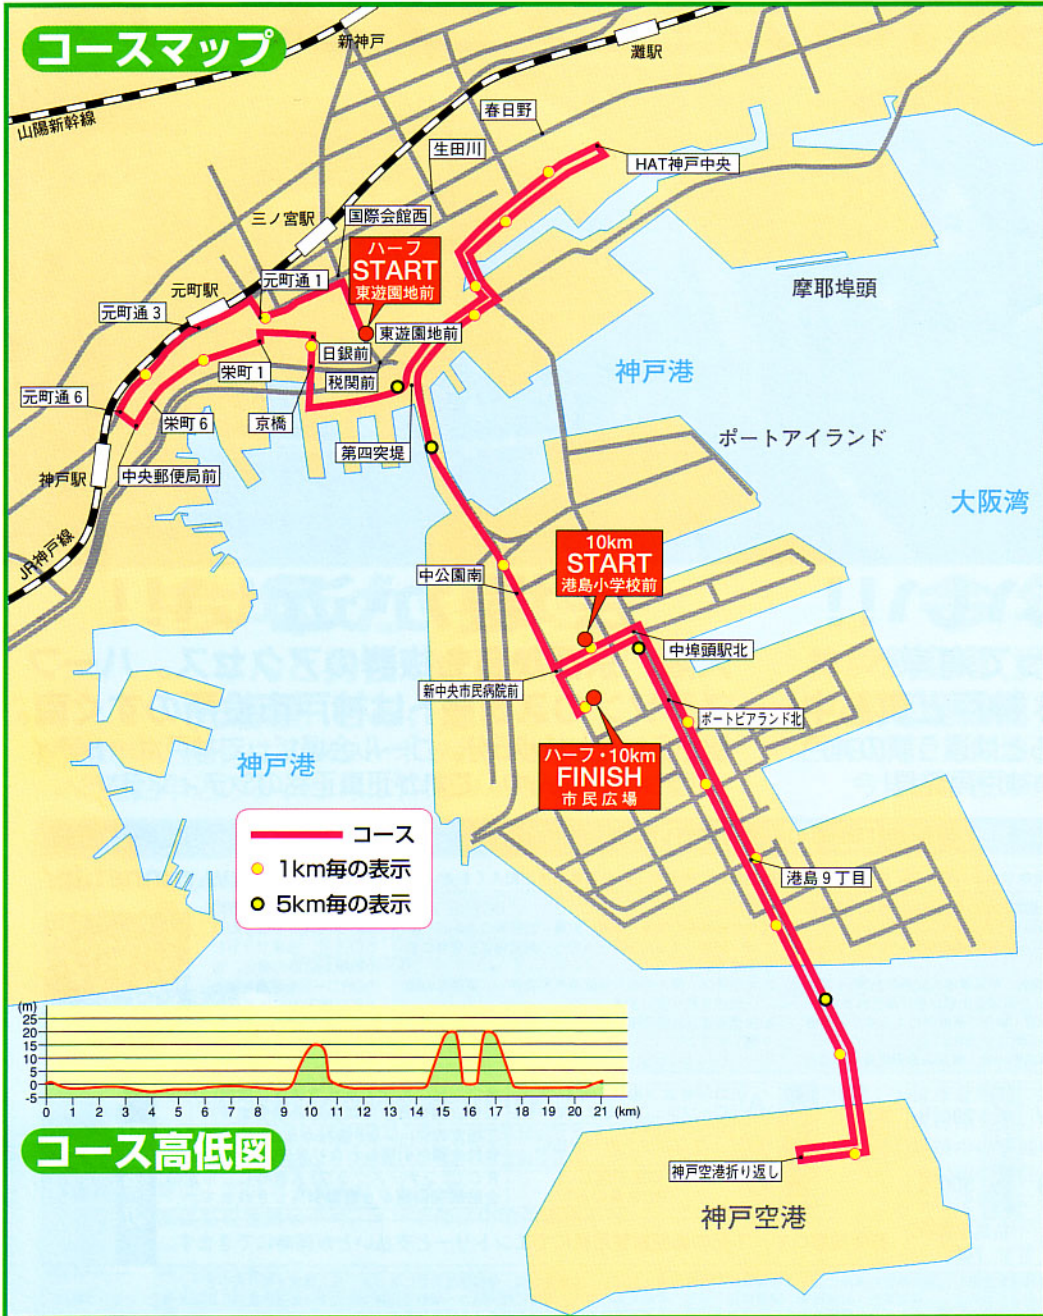 コースマップ
新神戸
灘駅
山陽新幹線
春日野
生田川
HAT神戸中央
三ノ宮駅
国際会館西
ハーフ
START
東遊園地前
元町通1
元町駅
摩耶埠頭
元町通3
東遊園地前
日銀前
税関前
神戸港
栄町1
元町通6
栄町6
京橋
第四突堤
ポートアイランド
神戸駅
中央郵便局前
大阪湾
JR神戸線
10km
START
港島小学校前
中公園南
中埠頭駅北
新中央市民病院前
ポートピアランド北
ハーフ・10km
FINISH
市民広場
神戸港
コース
1km毎の表示
5km毎の表示
港島9丁目
(m)
25
20
15
10
5
0
-5
0 1 2 3 4 5 6 7 8 9 10 11 12 13 14 15 16 17 18 19 20 21 (km)
コース高低図
神戸空港折り返し
神戸空港